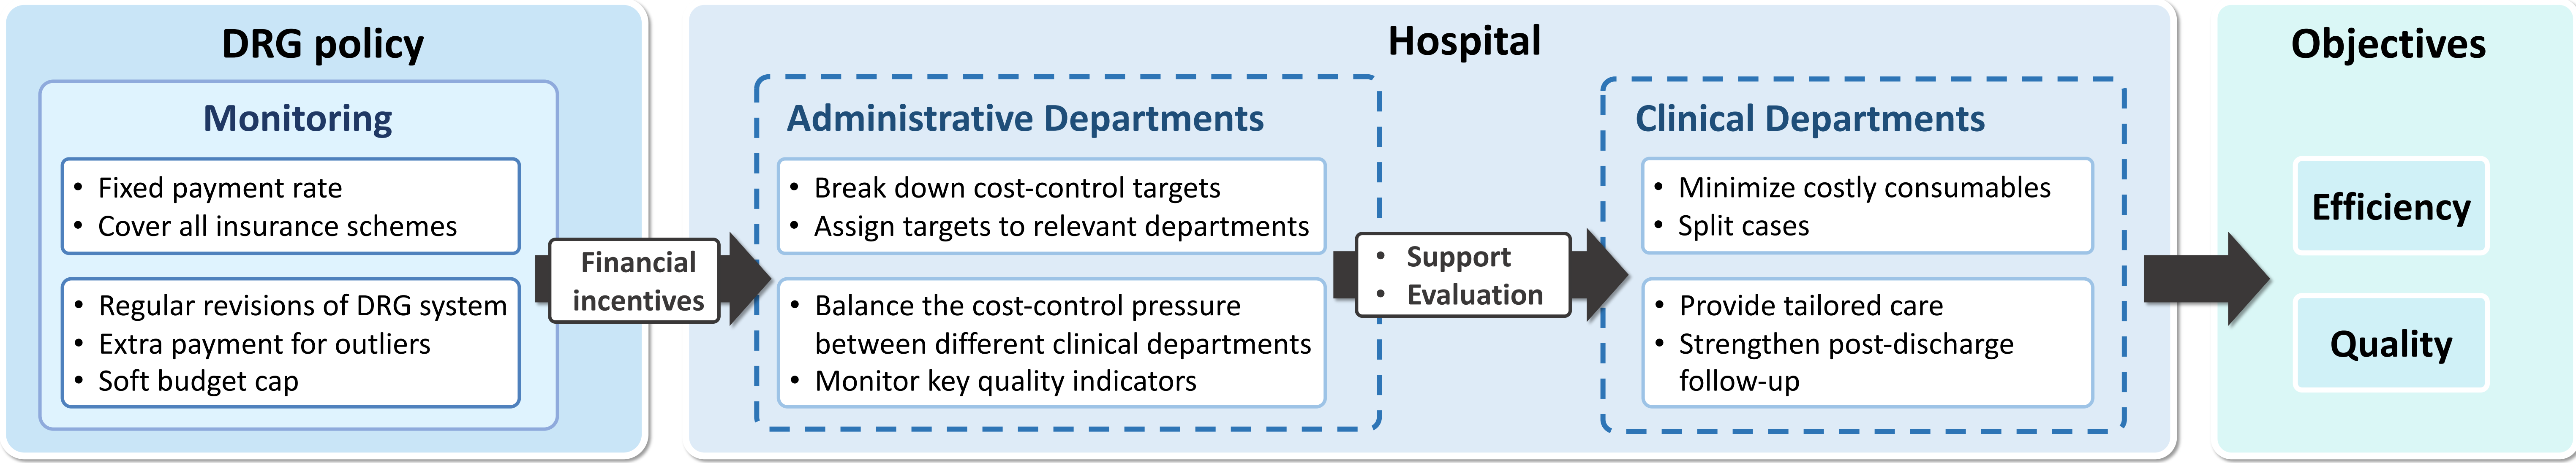 DRG policy
Monitoring
• Fixed payment rate
• Cover all insurance schemes
• Regular revisions of DRG system
• Extra payment for outliers
• Soft budget cap
Financial
incentives
Hospital
Administrative Departments
• Break down cost-control targets
• Assign targets to relevant departments
• Balance the cost-control pressure
between different clinical departments
• Monitor key quality indicators
• Support
• Evaluation
Clinical Departments
• Minimize costly consumables
• Split cases
• Provide tailored care
• Strengthen post-discharge
follow-up
Objectives
Efficiency
Quality